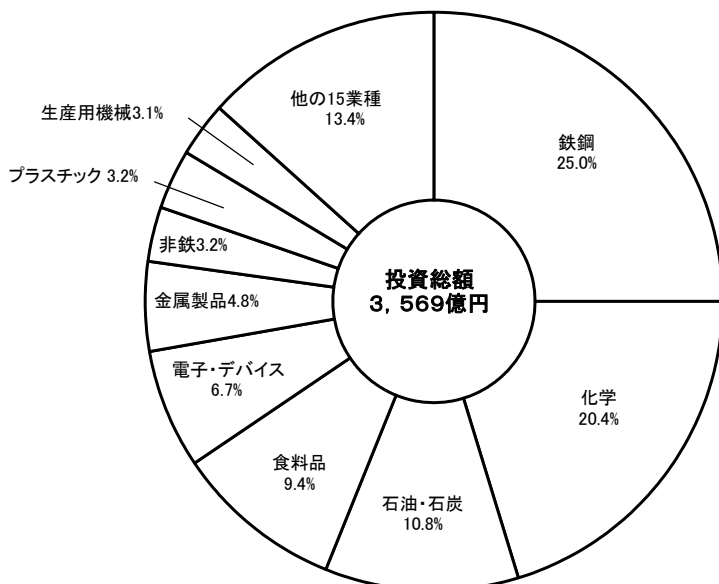 投資総額
3,569億円
鉄鋼
25.0%
化学
20.4%
石油・石炭
10.8%
食料品
9.4%
電子・デバイス
6.7%
金属製品4.8%
非鉄3.2%
プラスチック 3.2%
生産用機械3.1%
他の15業種
13.4%